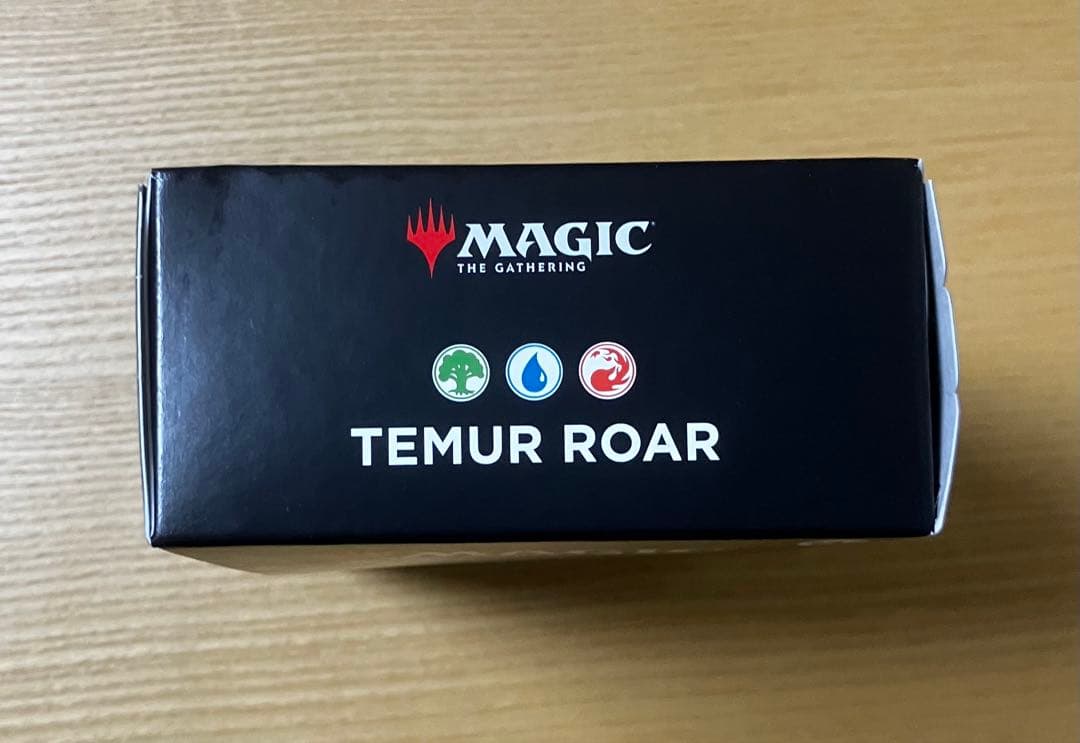 MAGIC
THE GATHERING
TEMUR ROAR